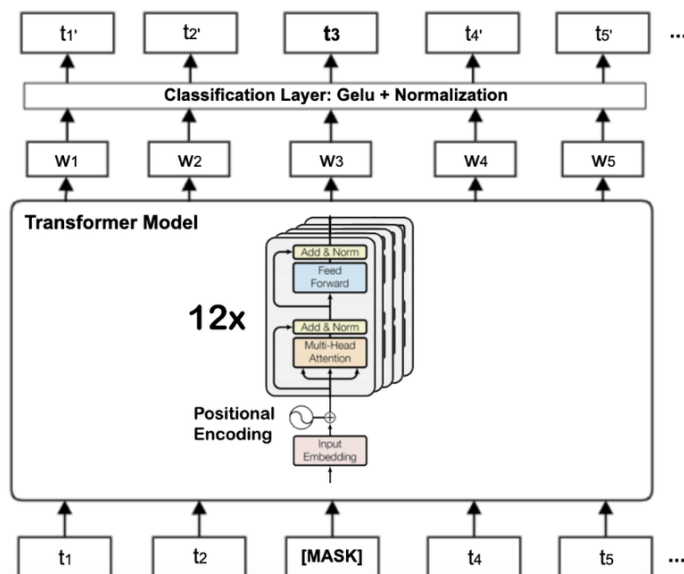 t1' t2' t3 t4' t5' ...
Classification Layer: Gelu + Normalization
w1 w2 w3 w4 w5
Transformer Model
Add & Norm
Feed
Forward
12x
Add & Norm
Multi-Head
Attention
Positional
Encoding
Input
Embedding
t1 t2 [MASK] t4 t5 ...